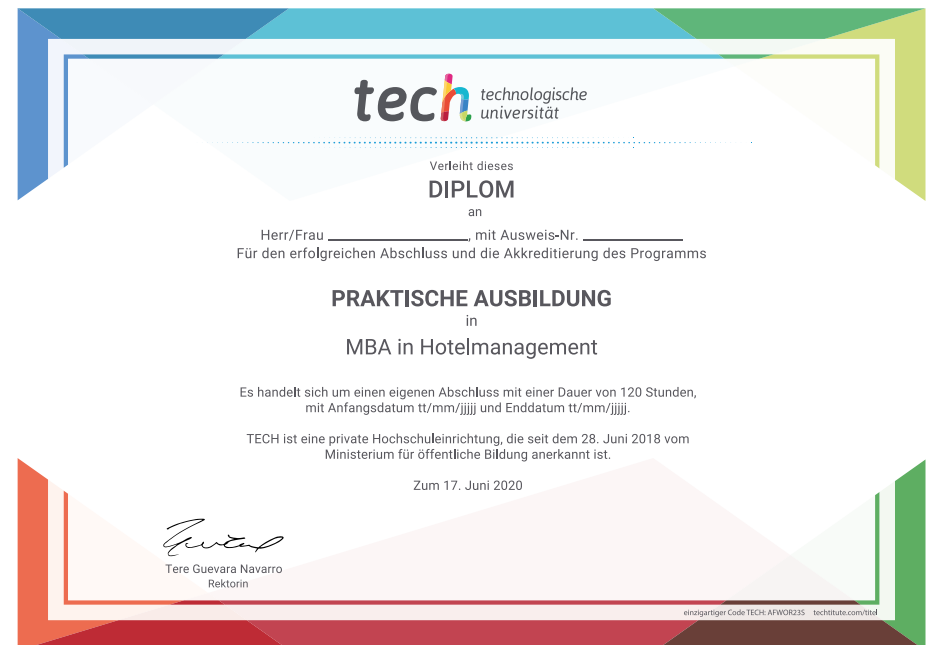 tech technologische
universität
Verleiht dieses
DIPLOM
an
Herr/Frau ____________________, mit Ausweis-Nr. ______________
Für den erfolgreichen Abschluss und die Akkreditierung des Programms
PRAKTISCHE AUSBILDUNG
in
MBA in Hotelmanagement
Es handelt sich um einen eigenen Abschluss mit einer Dauer von 120 Stunden,
mit Anfangsdatum tt/mm/jjjjj und Enddatum tt/mm/jjjjj.
TECH ist eine private Hochschuleinrichtung, die seit dem 28. Juni 2018 vom
Ministerium für öffentliche Bildung anerkannt ist.
Zum 17. Juni 2020
Tere Guevara Navarro
Rektorin
einzigartiger Code TECH: AFWOR23S techtitute.com/titel